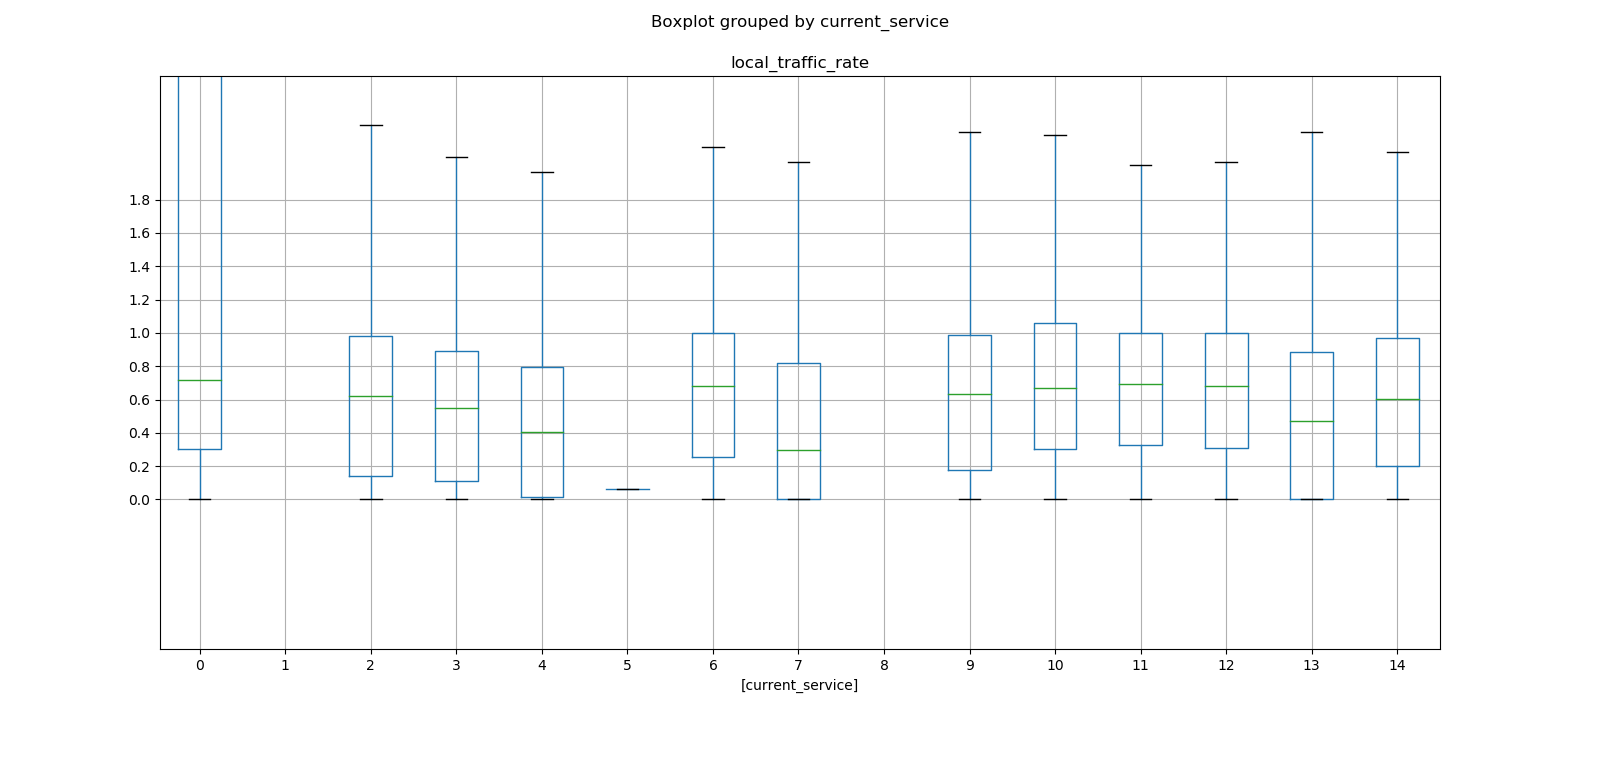 Boxplot grouped by current_service
local_traffic_rate
1.8
1.6
1.4
1.2
1.0
0.8
0.6
0.4
0.2
0.0
0 1 2 3 4 5 6 7 8 9 10 11 12 13 14
[current_service]